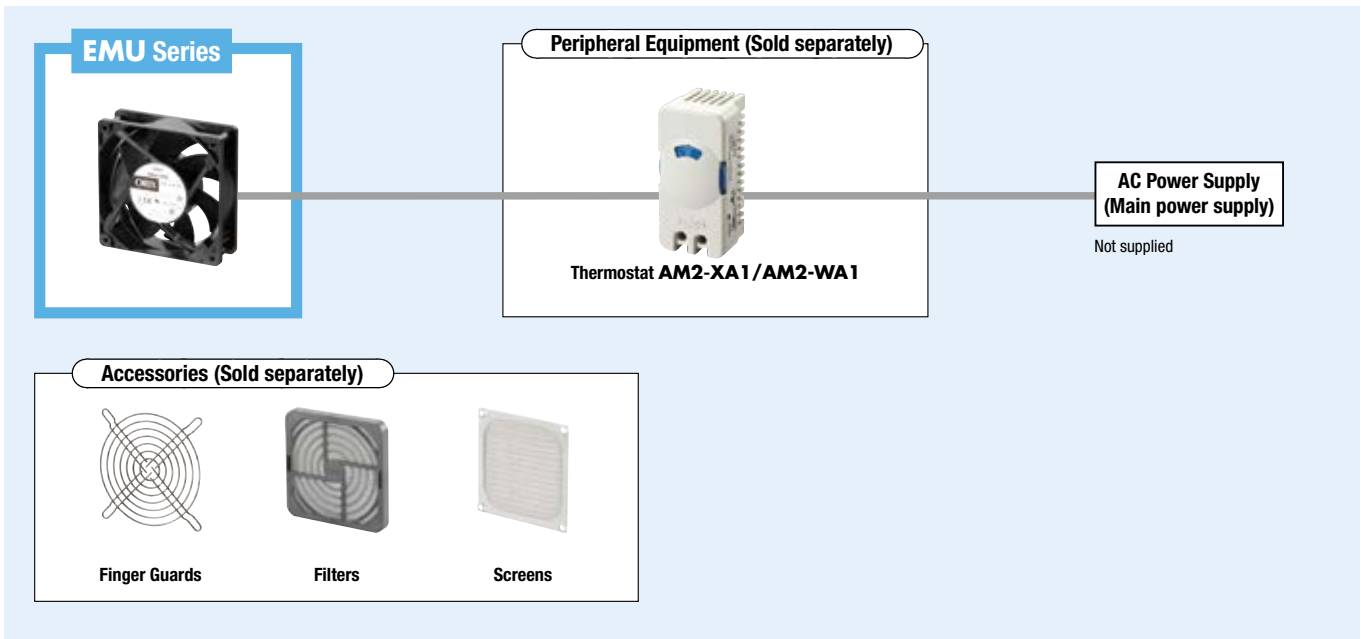 EMU Series
Peripheral Equipment (Sold separately)
AC Power Supply
(Main power supply)
Not supplied
Thermostat AM2-XA1/AM2-WA1
Accessories (Sold separately)
Finger Guards
Filters
Screens